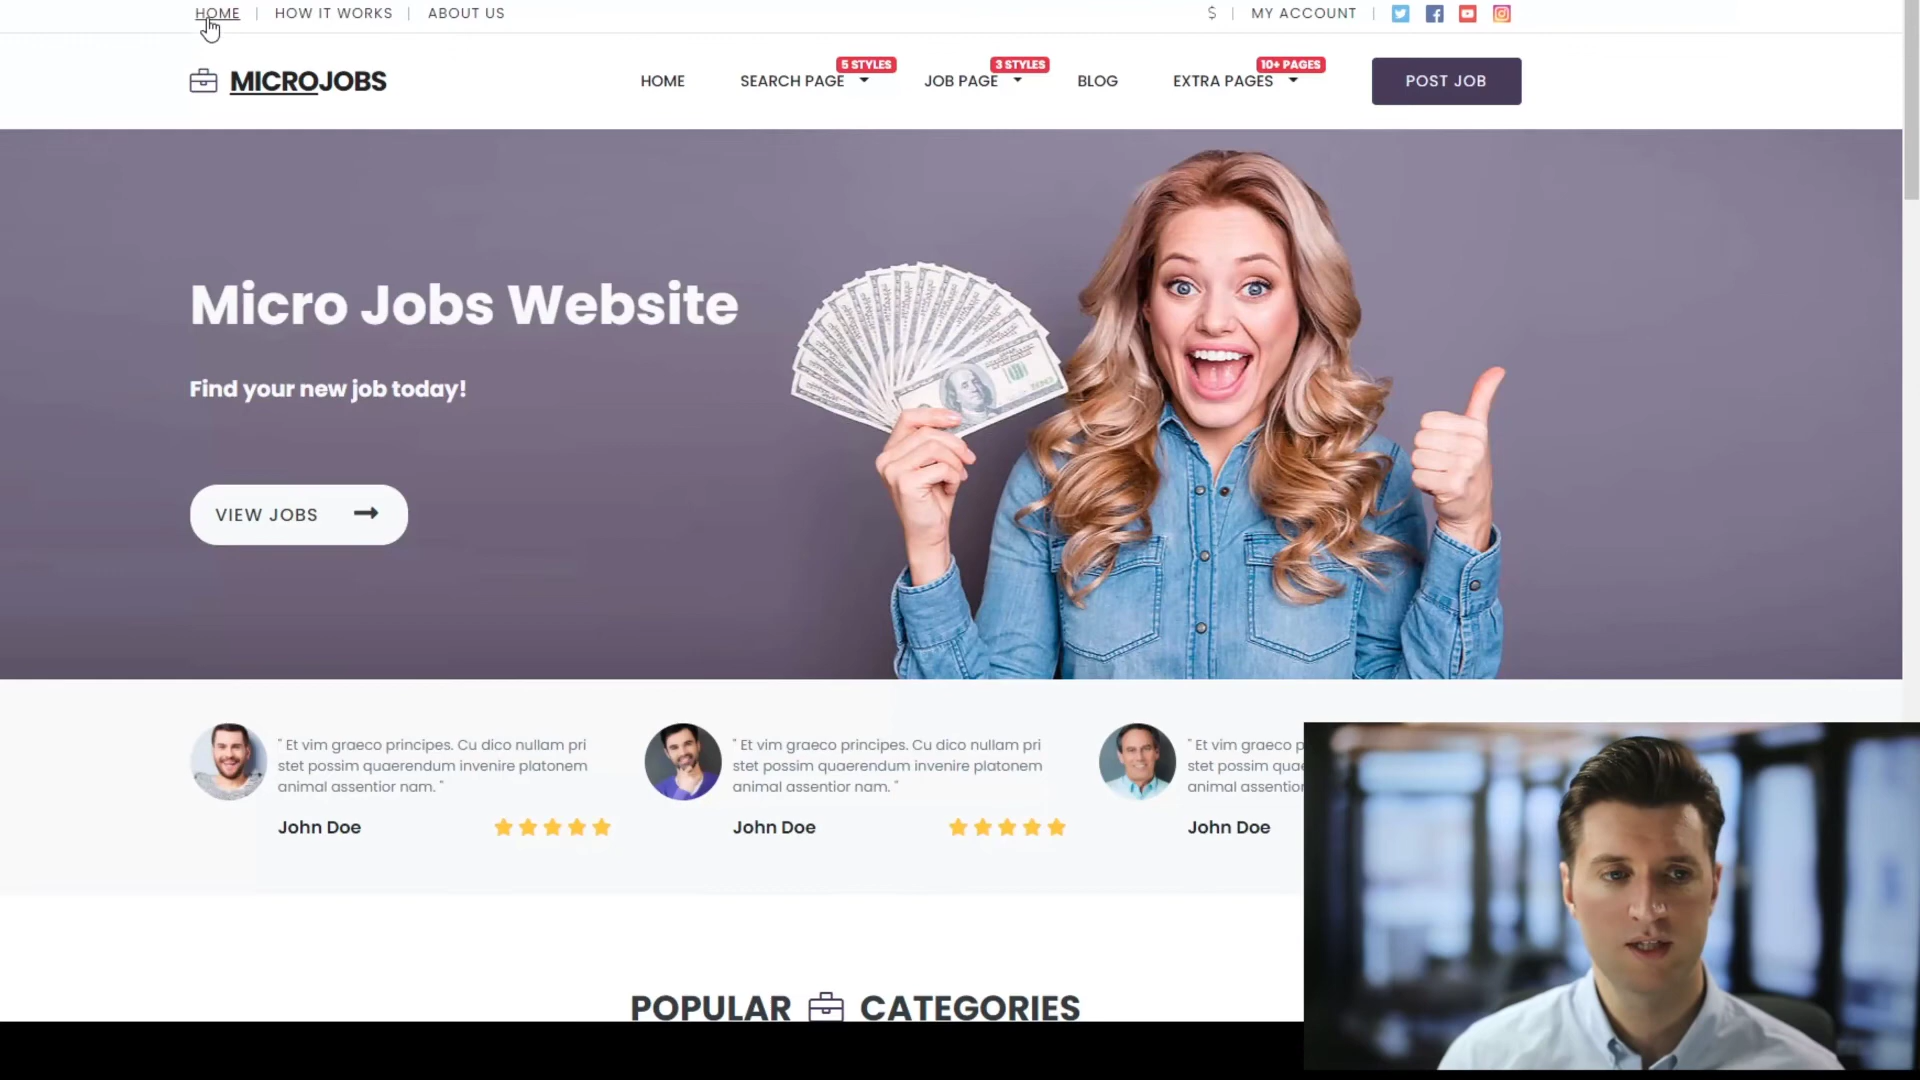 HOME | HOW IT WORKS | ABOUT US
$ | MY ACCOUNT |
MICROJOBS
HOME
SEARCH PAGE
5 STYLES
JOB PAGE
3 STYLES
BLOG
EXTRA PAGES
10+ PAGES
POST JOB
Micro Jobs Website
Find your new job today!
VIEW JOBS
" Et vim graeco principes. Cu dico nullam pri
stet possim quaerendum invenire platonem
animal assentior nam. "
John Doe
" Et vim graeco principes. Cu dico nullam pri
stet possim quaerendum invenire platonem
animal assentior nam. "
John Doe
" Et vim graeco p
stet possim quae
animal assentior
John Doe
POPULAR CATEGORIES